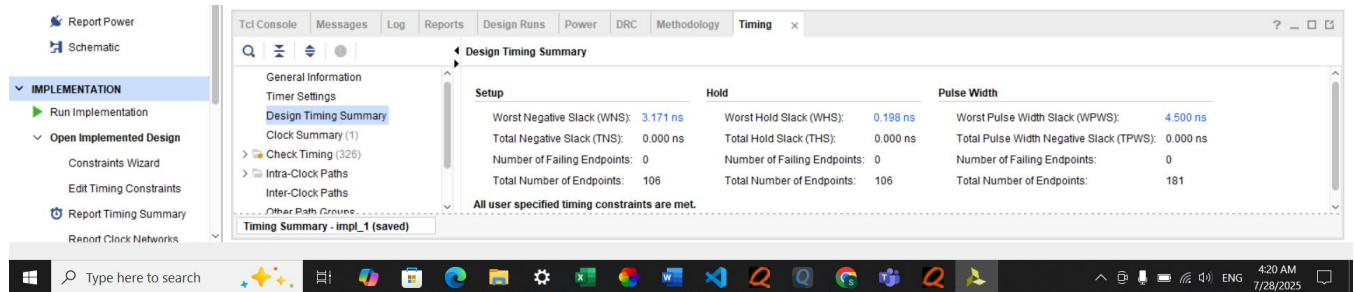 Report Power
Schematic
IMPLEMENTATION
Run Implementation
Open Implemented Design
Constraints Wizard
Edit Timing Constraints
Report Timing Summary
Report Clock Networks
Tcl Console Messages Log Reports Design Runs Power DRC Methodology Timing ×
? _
Design Timing Summary
General Information
Timer Settings
Design Timing Summary
Clock Summary (1)
Check Timing (326)
Intra-Clock Paths
Inter-Clock Paths
Other Path Groups
Setup Hold Pulse Width
Worst Negative Slack (WNS): 3.171 ns Worst Hold Slack (WHS): 0.198 ns Worst Pulse Width Slack (WPWS): 4.500 ns
Total Negative Slack (TNS): 0.000 ns Total Hold Slack (THS): 0.000 ns Total Pulse Width Negative Slack (TPWS): 0.000 ns
Number of Failing Endpoints: 0 Number of Failing Endpoints: 0 Number of Failing Endpoints: 0
Total Number of Endpoints: 106 Total Number of Endpoints: 106 Total Number of Endpoints: 181
All user specified timing constraints are met.
Timing Summary - impl_1 (saved)
Type here to search
ENG
4:20 AM
7/28/2025